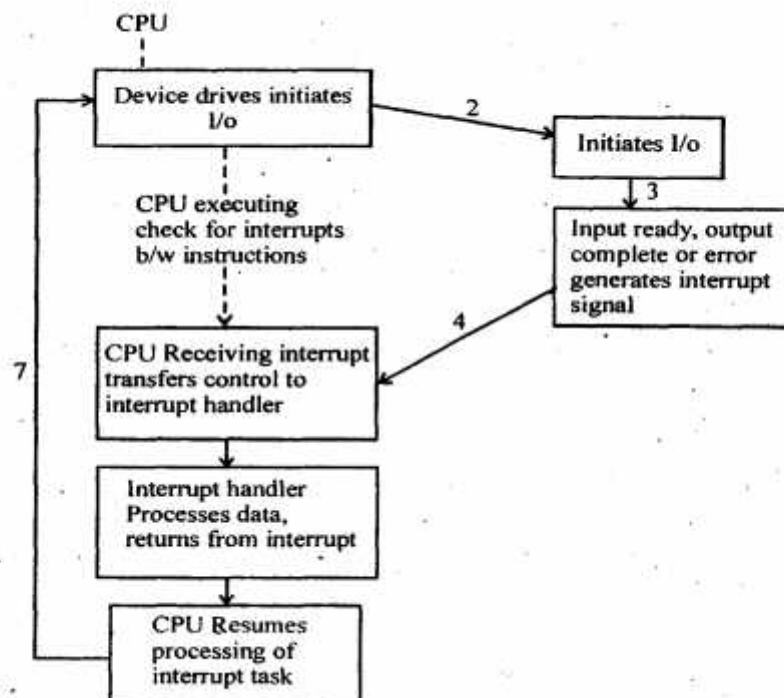 CPU
Device drives initiates
I/o
2
Initiates I/o
3
CPU executing
check for interrupts
b/w instructions
Input ready, output
complete or error
generates interrupt
signal
4
7
CPU Receiving interrupt
transfers control to
interrupt handler
Interrupt handler
Processes data,
returns from interrupt
CPU Resumes
processing of
interrupt task